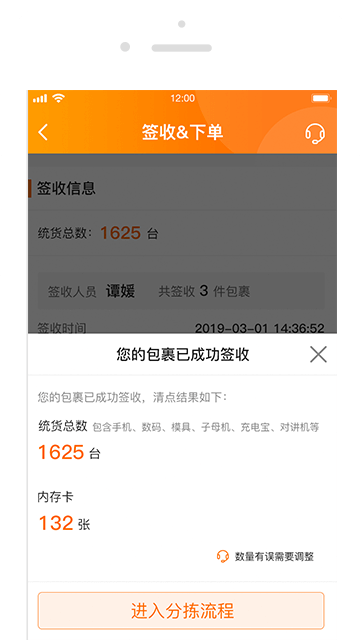 12:00
签收&下单
签收信息
统货总数: 1625 台
签收人员 谭媛 共签收 3 件包裹
签收时间 2019-03-01 14:36:52
您的包裹已成功签收
您的包裹已成功签收，清点结果如下：
统货总数 包含手机、数码、模具、子母机、充电宝、对讲机等
1625 台
内存卡
132 张
数量有误需要调整
进入分拣流程